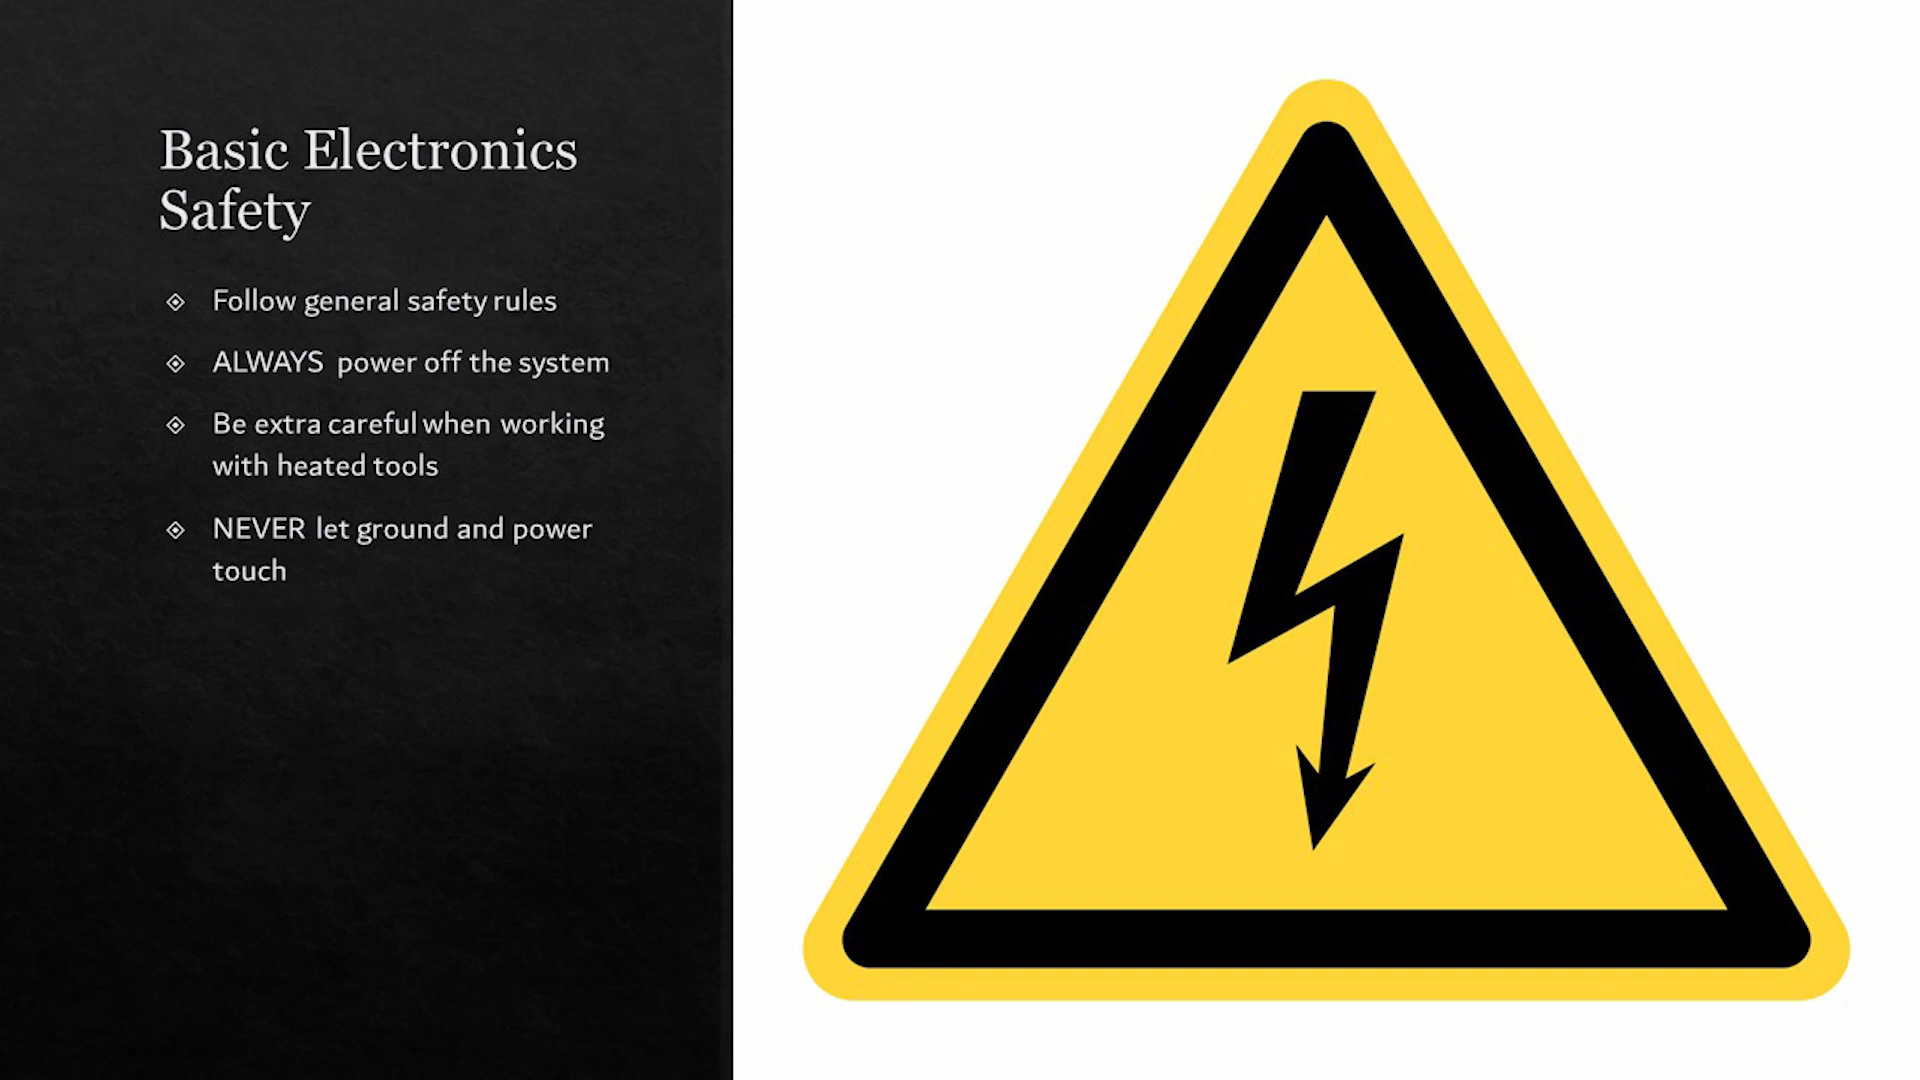 Basic Electronics
Safety
Follow general safety rules
ALWAYS power off the system
Be extra careful when working
with heated tools
NEVER let ground and power
touch